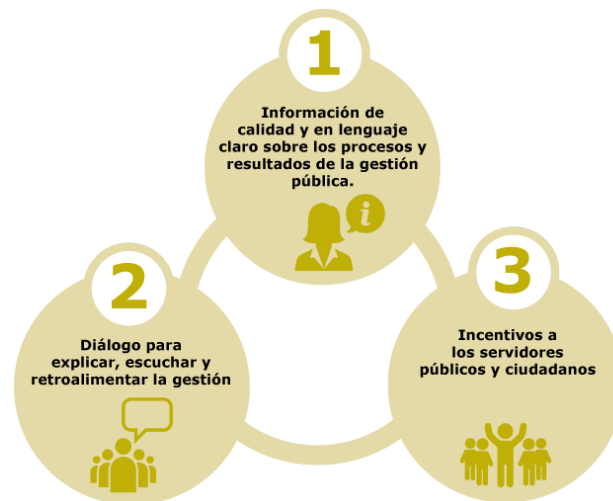 1
Información de
calidad y en lenguaje
claro sobre los procesos y
resultados de la gestión
pública.
i
2
Diálogo para
explicar, escuchar y
retroalimentar la gestión
3
Incentivos a
los servidores
públicos y ciudadanos